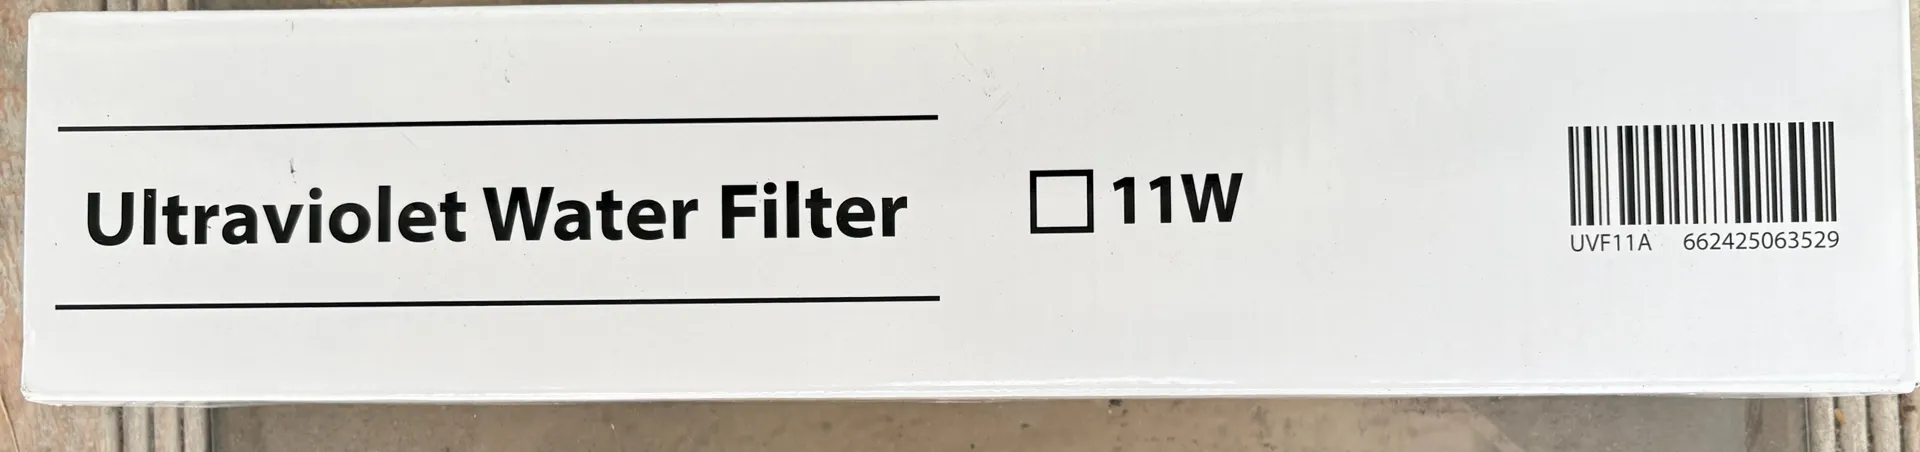 Ultraviolet Water Filter
11W
UVF11A 662425063529